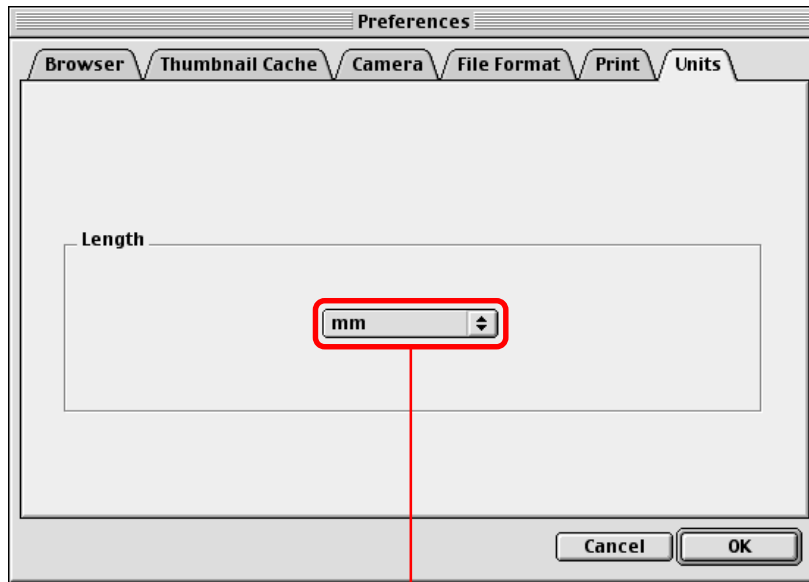 Preferences
Browser Thumbnail Cache Camera File Format Print Units
Length
mm
Cancel OK